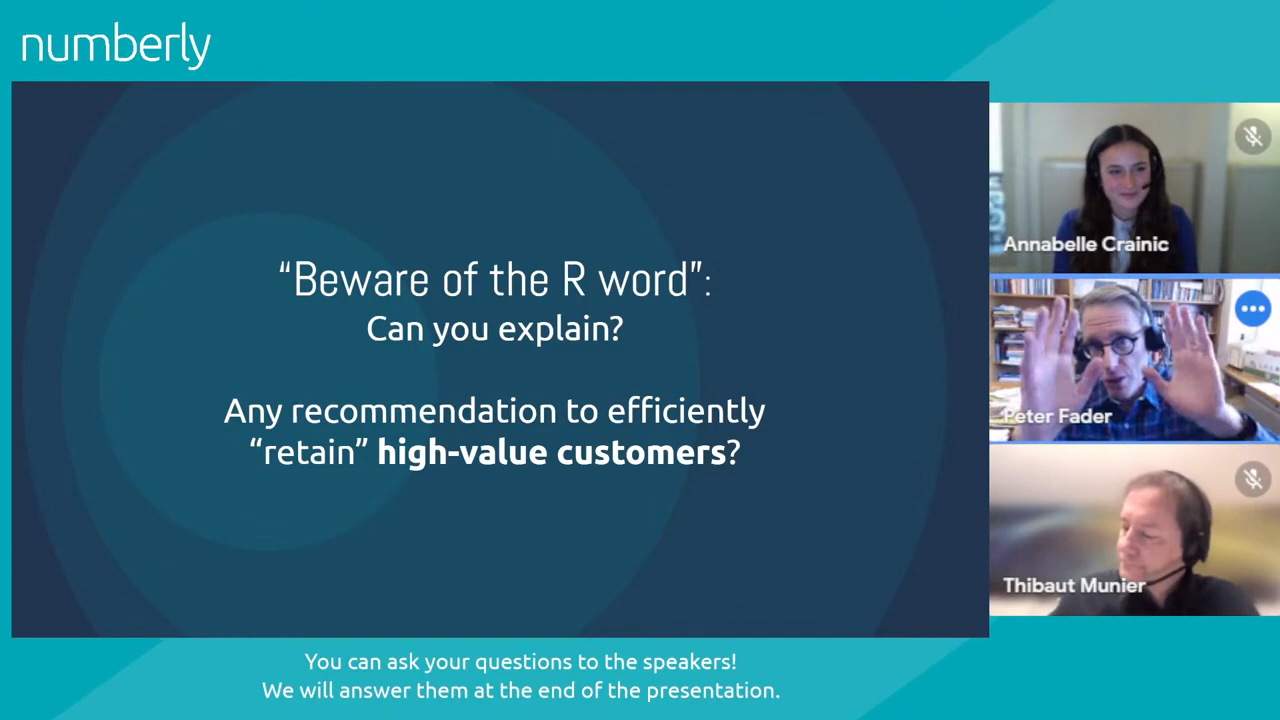 numberly
“Beware of the R word”:
Can you explain?
Any recommendation to efficiently
“retain” high-value customers?
Annabelle Crainic
Peter Fader
Thibaut Munier
You can ask your questions to the speakers!
We will answer them at the end of the presentation.